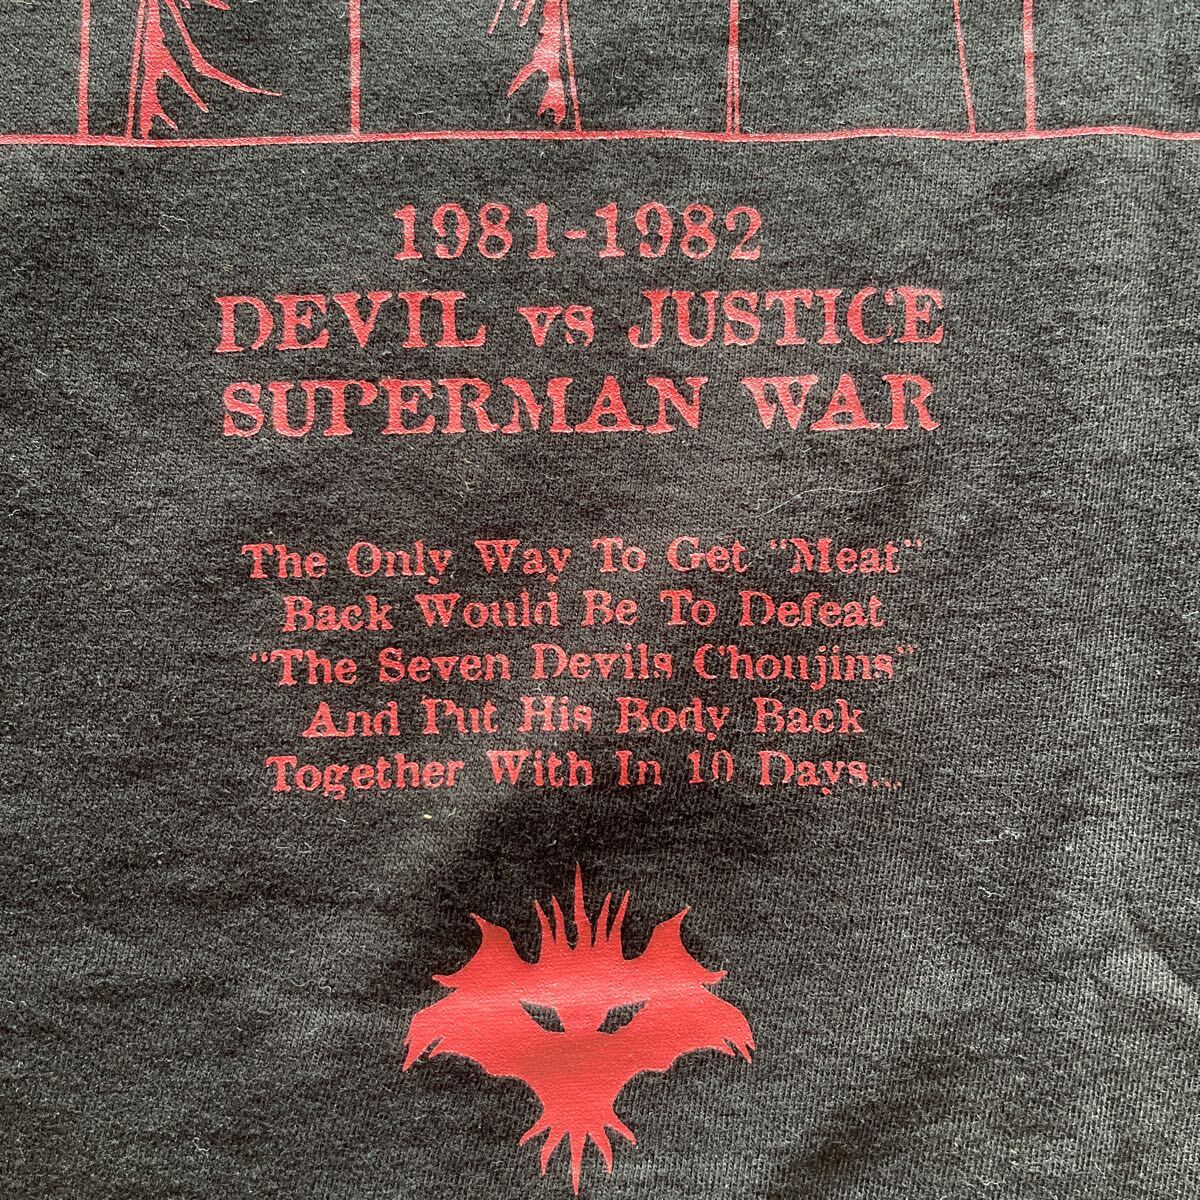 1981-1982
DEVIL vs JUSTICE
SUPERMAN WAR
The Only Way To Get "Meat"
Back Would Be To Defeat
"The Seven Devils Choujins"
And Put His Body Back
Together With In 10 Days...